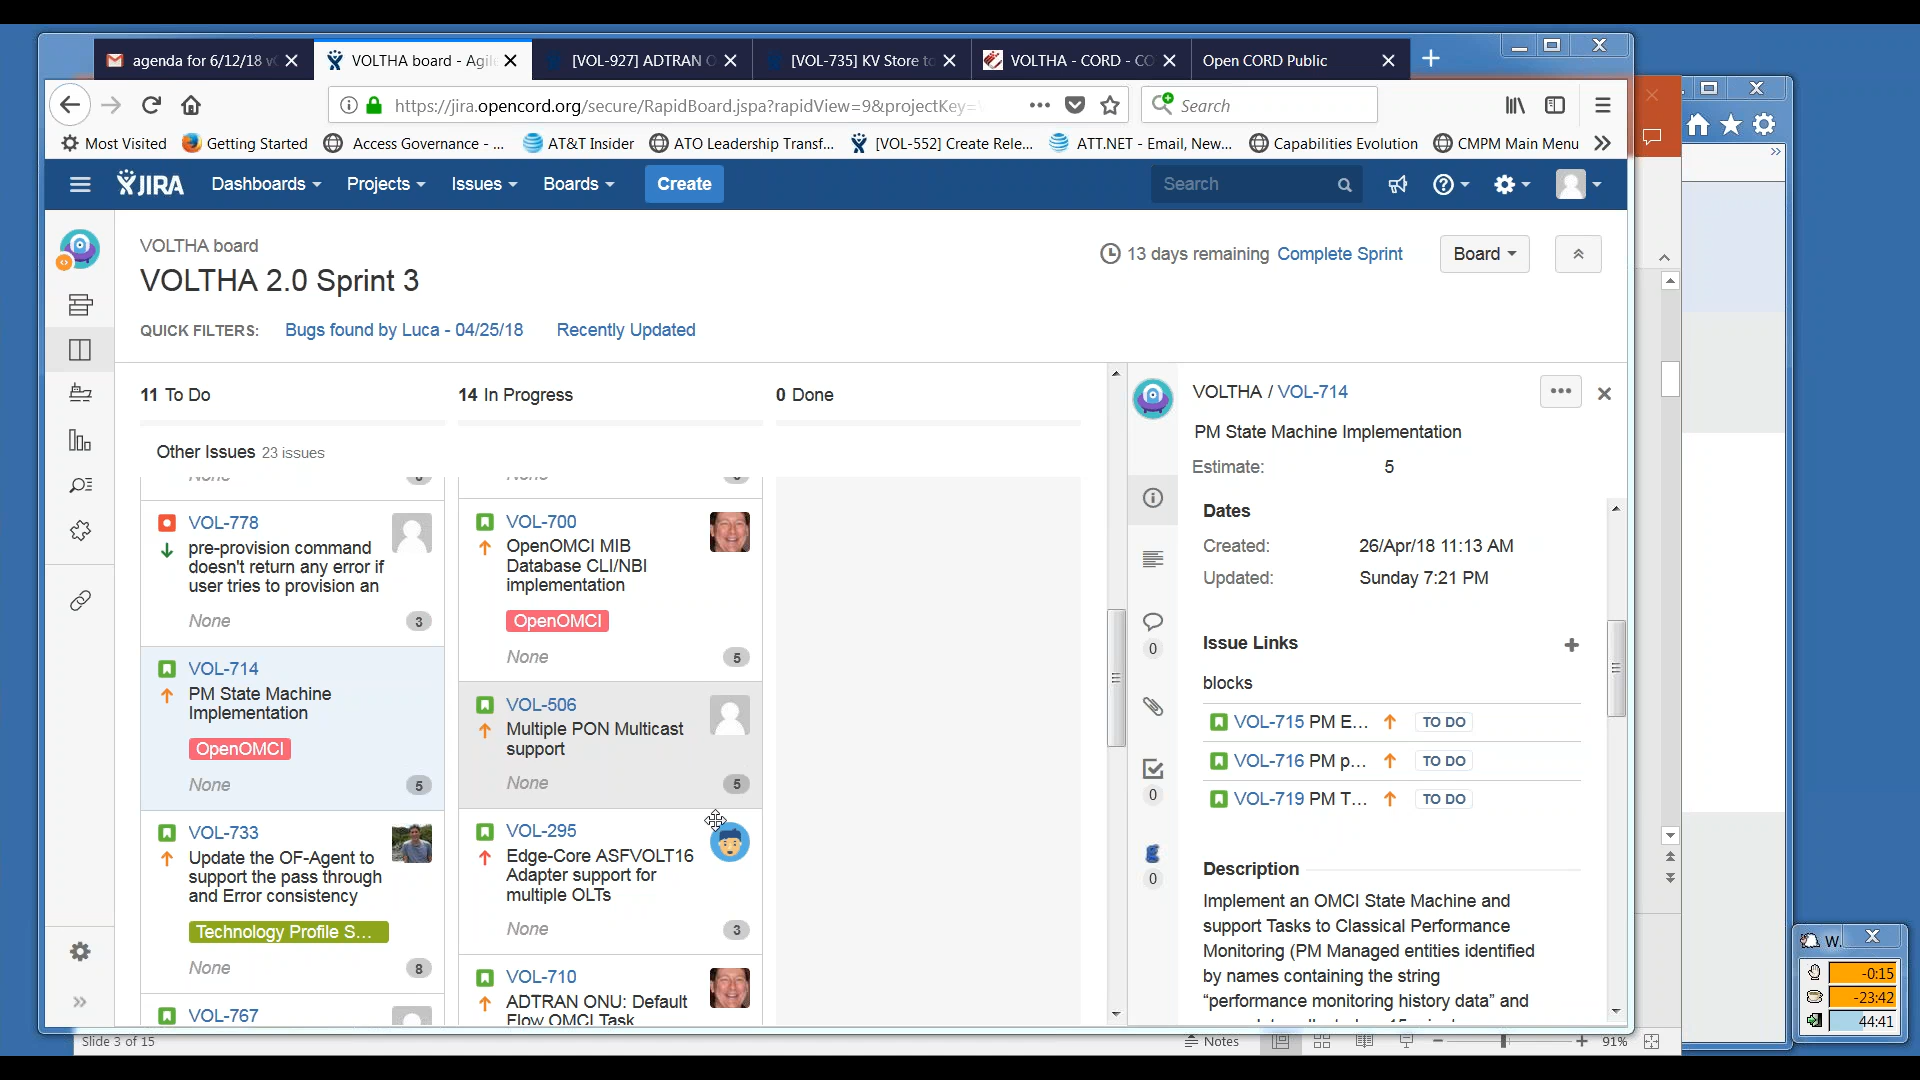 agenda for 6/12/18 v
VOLTHA board - Agil
[VOL-927] ADTRAN O
[VOL-735] KV Store to
VOLTHA - CORD - CO
Open CORD Public
https://jira.opencord.org/secure/RapidBoard.jspa?rapidView=9&projectKey=
Search
Most Visited
Getting Started
Access Governance - ...
AT&T Insider
ATO Leadership Transf...
[VOL-552] Create Rele...
ATT.NET - Email, New...
Capabilities Evolution
CMPM Main Menu
JIRA
Dashboards
Projects
Issues
Boards
Create
Search
VOLTHA board
VOLTHA 2.0 Sprint 3
13 days remaining
Complete Sprint
Board
QUICK FILTERS:
Bugs found by Luca - 04/25/18
Recently Updated
11 To Do
14 In Progress
0 Done
Other Issues 23 issues
VOL-778
pre-provision command
doesn't return any error if
user tries to provision an
None
3
VOL-714
PM State Machine
Implementation
OpenOMCI
None
5
VOL-733
Update the OF-Agent to
support the pass through
and Error consistency
Technology Profile S...
None
8
VOL-767
None
VOL-700
OpenOMCI MIB
Database CLI/NBI
implementation
OpenOMCI
None
5
VOL-506
Multiple PON Multicast
support
None
5
VOL-295
Edge-Core ASFVOLT16
Adapter support for
multiple OLTs
None
3
VOL-710
ADTRAN ONU: Default
Flow OMCI Task
VOLTHA / VOL-714
PM State Machine Implementation
Estimate: 5
Dates
Created: 26/Apr/18 11:13 AM
Updated: Sunday 7:21 PM
Issue Links
blocks
VOL-715 PM E... TO DO
VOL-716 PM p... TO DO
VOL-719 PM T... TO DO
0
0
0
Description
Implement an OMCI State Machine and
support Tasks to Classical Performance
Monitoring (PM Managed entities identified
by names containing the string
“performance monitoring history data” and
Slide 3 of 15
Notes
91%
W.
-0:15
-23:42
44:41